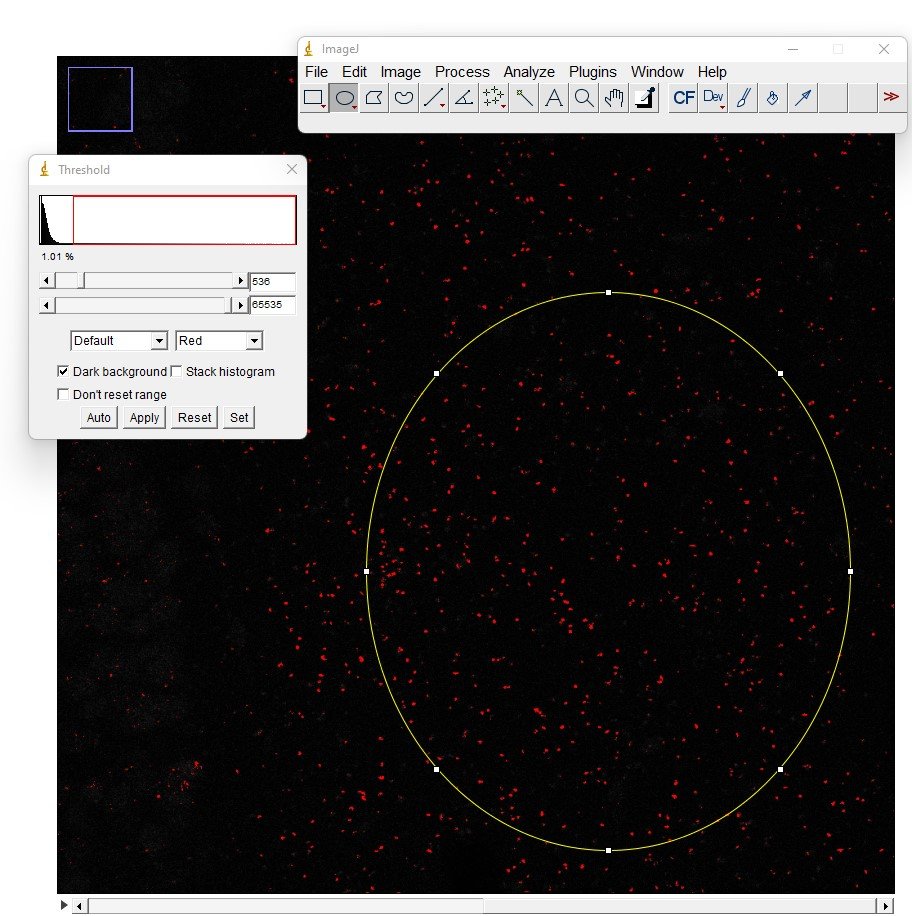 ImageJ
File Edit Image Process Analyze Plugins Window Help
A CF Dev >>
Threshold
1.01 %
536
65535
Default Red
Dark background Stack histogram
Don't reset range
Auto Apply Reset Set